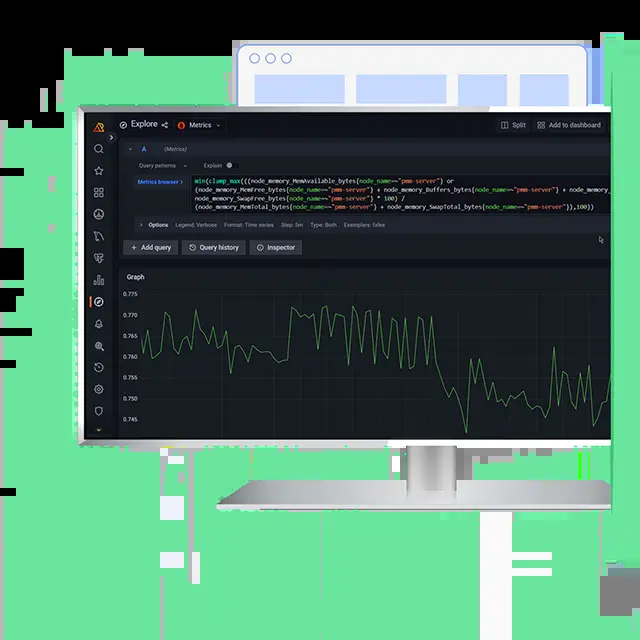 Explore Metrics Split Add to dashboard
A (Metrics)
Query patterns Explain
Metrics browser > min(clamp_max(((node_memory_MemAvailable_bytes{node_name=~"pmm-server"} or
(node_memory_MemFree_bytes{node_name=~"pmm-server"} + node_memory_Buffers_bytes{node_name=~"pmm-server"} + node_memory_
node_memory_SwapFree_bytes{node_name=~"pmm-server"} * 100) /
(node_memory_MemTotal_bytes{node_name=~"pmm-server"} + node_memory_SwapTotal_bytes{node_name=~"pmm-server"})),100))
> Options Legend: Verbose Format: Time series Step: 5m Type: Both Exemplars: false
+ Add query Query history Inspector
Graph
0.775
0.770
0.765
0.760
0.755
0.750
0.745